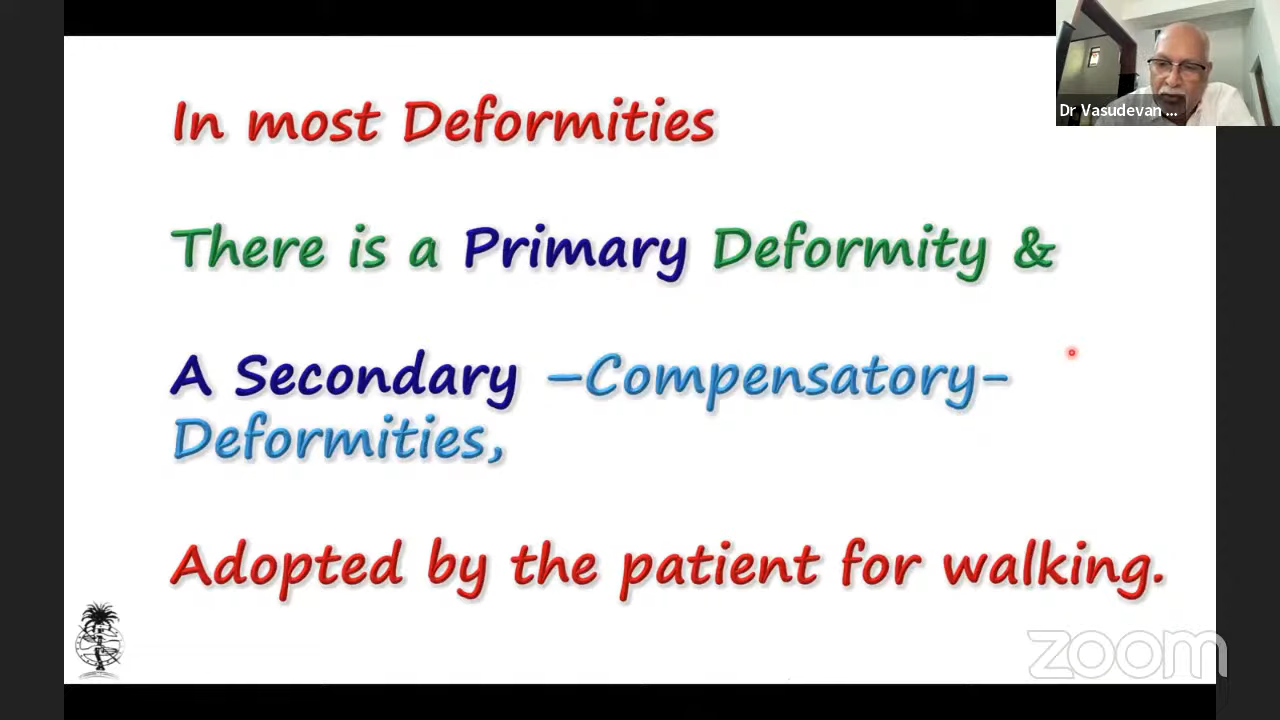 In most Deformities
There is a Primary Deformity &
A Secondary –Compensatory-
Deformities,
Adopted by the patient for walking.
Dr Vasudevan ...
zoom